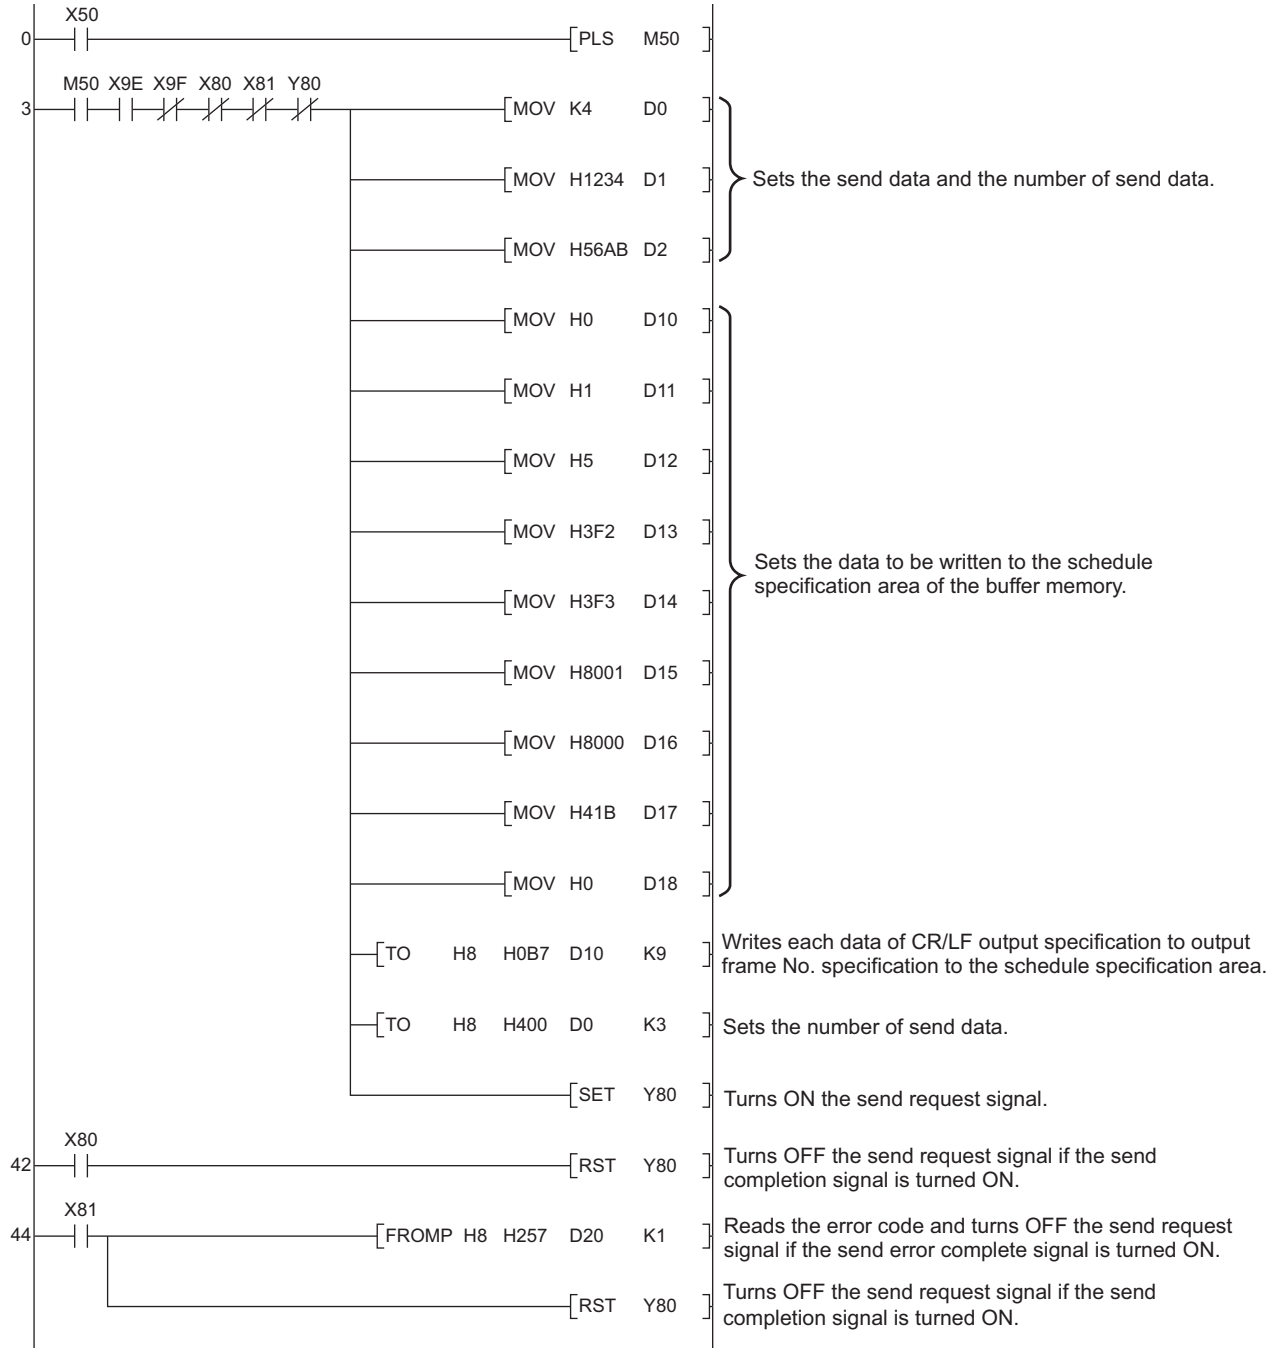 X50
0 [PLS M50 ]
M50 X9E X9F X80 X81 Y80
3 [MOV K4 D0 ]
[MOV H1234 D1 ]
Sets the send data and the number of send data.
[MOV H56AB D2 ]
[MOV H0 D10 ]
[MOV H1 D11 ]
[MOV H5 D12 ]
[MOV H3F2 D13 ]
Sets the data to be written to the schedule
specification area of the buffer memory.
[MOV H3F3 D14 ]
[MOV H8001 D15 ]
[MOV H8000 D16 ]
[MOV H41B D17 ]
[MOV H0 D18 ]
[TO H8 H0B7 D10 K9 ]
Writes each data of CR/LF output specification to output
frame No. specification to the schedule specification area.
[TO H8 H400 D0 K3 ]
Sets the number of send data.
[SET Y80 ]
Turns ON the send request signal.
X80
42 [RST Y80 ]
Turns OFF the send request signal if the send
completion signal is turned ON.
X81
44 [FROMP H8 H257 D20 K1 ]
Reads the error code and turns OFF the send request
signal if the send error complete signal is turned ON.
[RST Y80 ]
Turns OFF the send request signal if the send
completion signal is turned ON.